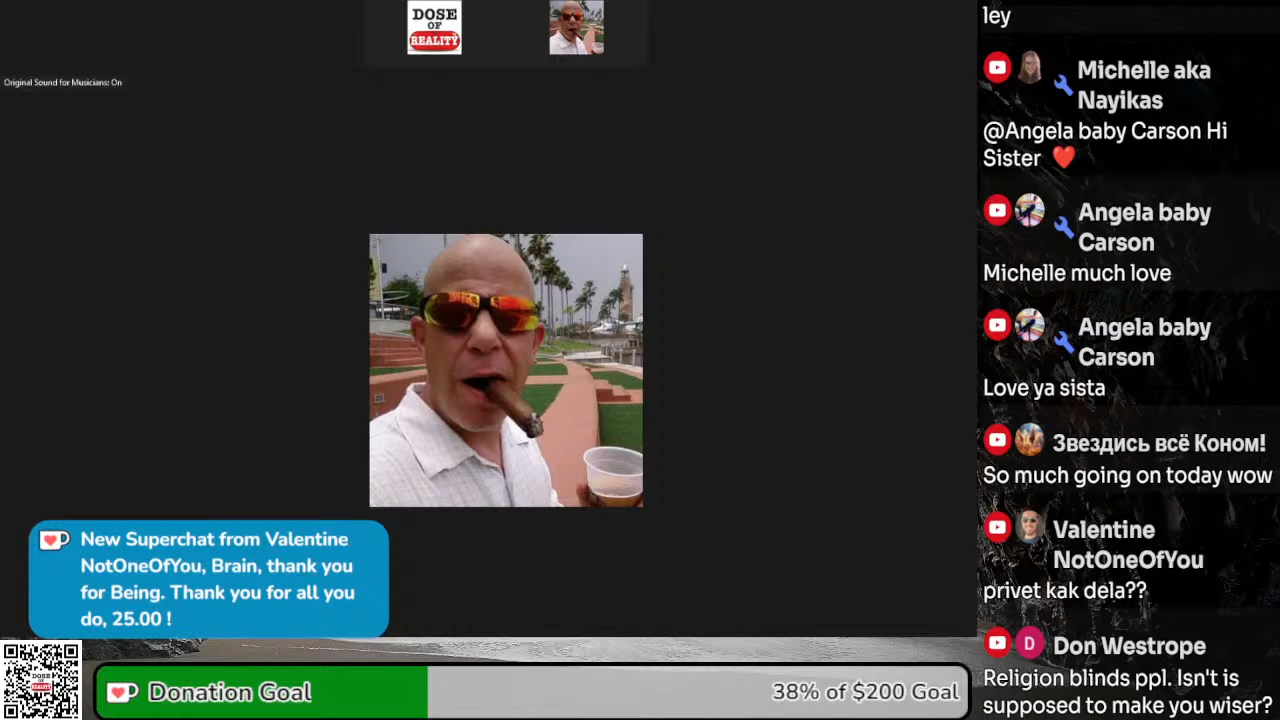 DOSE
OF
REALITY
Original Sound for Musicians: On
New Superchat from Valentine
NotOneOfYou, Brain, thank you
for Being. Thank you for all you
do, 25.00 !
DOSE
OF
REALITY
Donation Goal
38% of $200 Goal
ley
Michelle aka
Nayikas
@Angela baby Carson Hi
Sister ❤️
Angela baby
Carson
Michelle much love
Angela baby
Carson
Love ya sista
Звездись всё Коном!
So much going on today wow
Valentine
NotOneOfYou
privet kak dela??
D
Don Westrope
Religion blinds ppl. Isn't is
supposed to make you wiser?